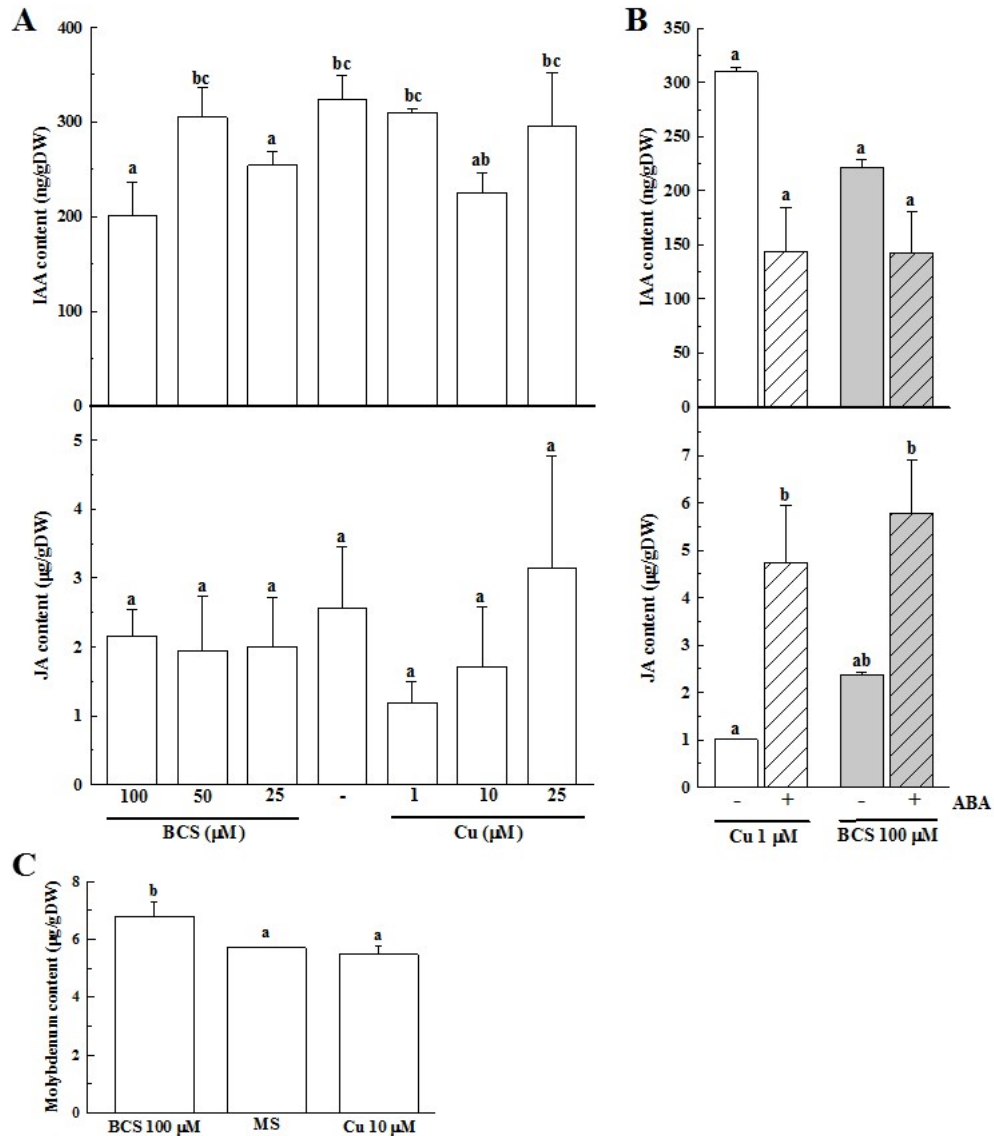 A
400
300
200
100
0
IAA content (ng/gDW)
a
bc
a
bc
bc
ab
bc
5
4
3
2
1
0
JA content (µg/gDW)
a
a
a
a
a
a
a
100 50 25 - 1 10 25
BCS (µM) Cu (µM)
B
350
300
250
200
150
100
50
0
IAA content (ng/gDW)
a
a
a
a
7
6
5
4
3
2
1
0
JA content (µg/gDW)
a
b
ab
b
- + - + ABA
Cu 1 µM BCS 100 µM
C
8
6
4
2
0
Molybdenum content (µg/gDW)
b
a
a
BCS 100 µM MS Cu 10 µM